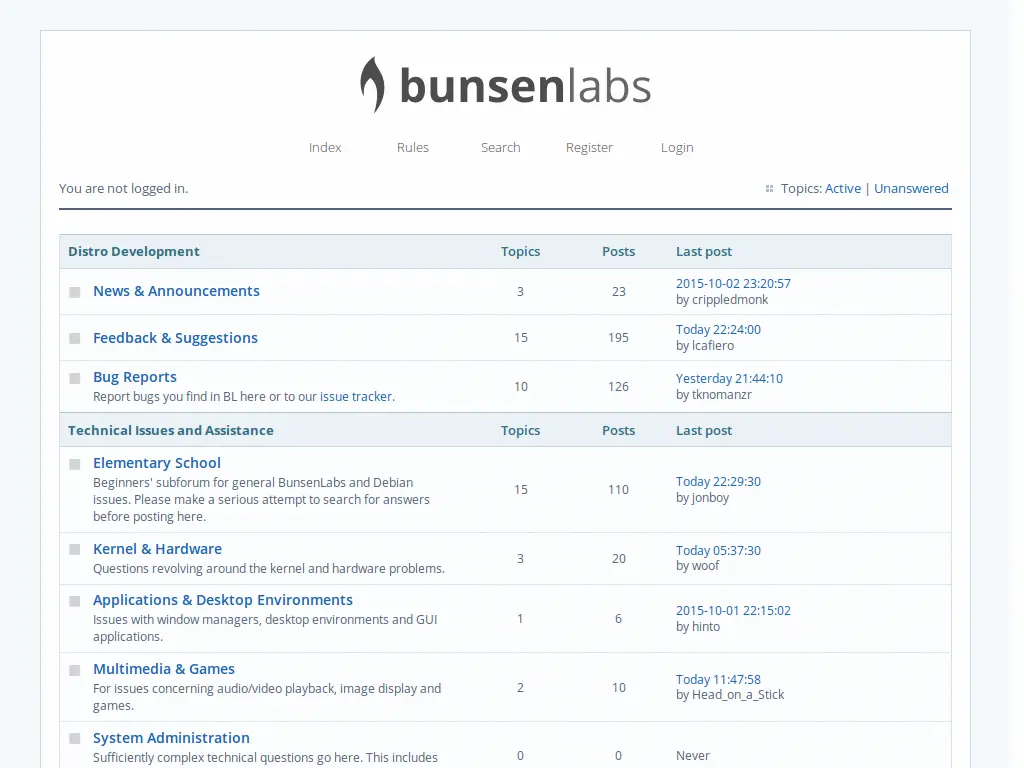 bunsenlabs
Index Rules Search Register Login
You are not logged in. Topics: Active | Unanswered
Distro Development Topics Posts Last post
News & Announcements 3 23 2015-10-02 23:20:57
by crippledmonk
Feedback & Suggestions 15 195 Today 22:24:00
by lcafiero
Bug Reports 10 126 Yesterday 21:44:10
Report bugs you find in BL here or to our issue tracker. by tknomanzr
Technical Issues and Assistance Topics Posts Last post
Elementary School 15 110 Today 22:29:30
Beginners' subforum for general BunsenLabs and Debian by jonboy
issues. Please make a serious attempt to search for answers
before posting here.
Kernel & Hardware 3 20 Today 05:37:30
Questions revolving around the kernel and hardware problems. by woof
Applications & Desktop Environments 1 6 2015-10-01 22:15:02
Issues with window managers, desktop environments and GUI by hinto
applications.
Multimedia & Games 2 10 Today 11:47:58
For issues concerning audio/video playback, image display and by Head_on_a_Stick
games.
System Administration 0 0 Never
Sufficiently complex technical questions go here. This includes